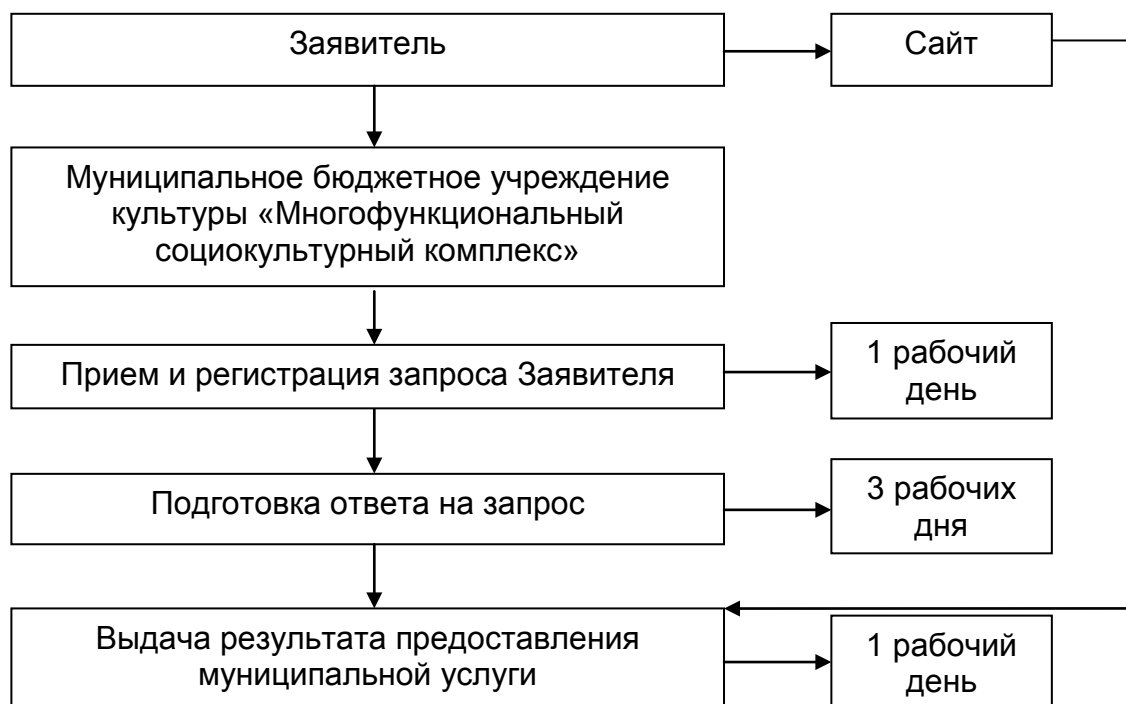 Заявитель
Сайт
Муниципальное бюджетное учреждение
культуры «Многофункциональный
социокультурный комплекс»
Прием и регистрация запроса Заявителя
1 рабочий
день
Подготовка ответа на запрос
3 рабочих
дня
Выдача результата предоставления
муниципальной услуги
1 рабочий
день